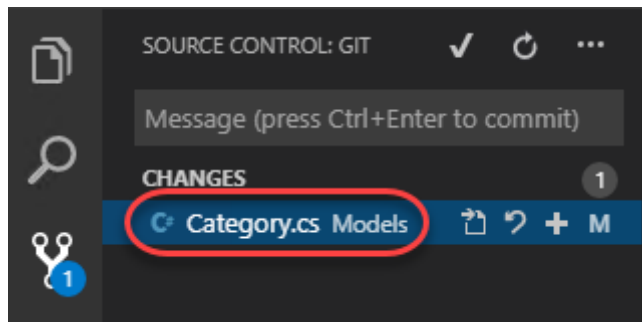 SOURCE CONTROL: GIT
Message (press Ctrl+Enter to commit)
CHANGES 1
C# Category.cs Models M
1